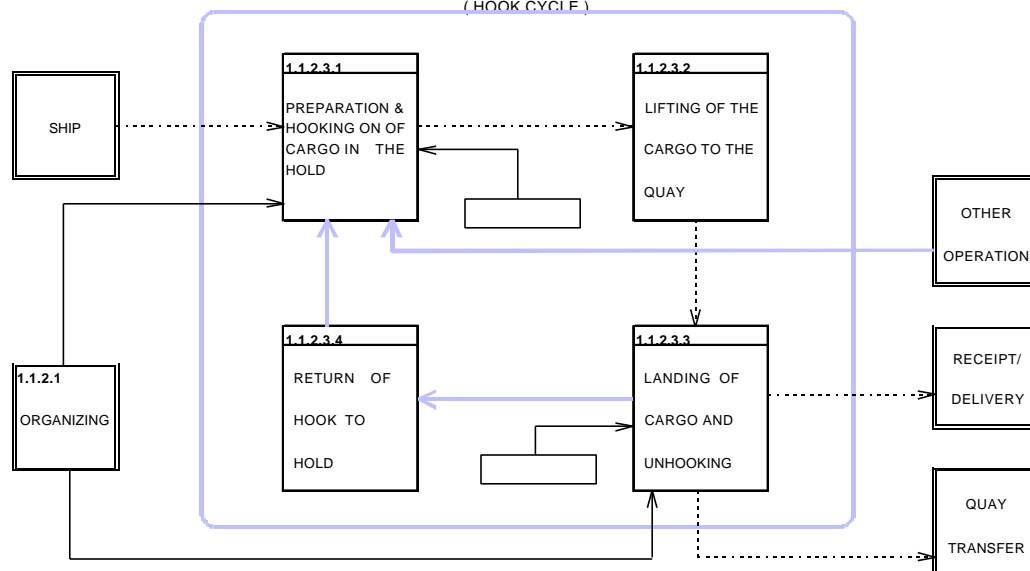 ( HOOK CYCLE )
1.1.2.3.1
PREPARATION &
HOOKING ON OF
CARGO IN THE
HOLD
1.1.2.3.2
LIFTING OF THE
CARGO TO THE
QUAY
SHIP
OTHER
OPERATION
1.1.2.3.4
RETURN OF
HOOK TO
HOLD
1.1.2.3.3
LANDING OF
CARGO AND
UNHOOKING
RECEIPT/
DELIVERY
1.1.2.1
ORGANIZING
QUAY
TRANSFER